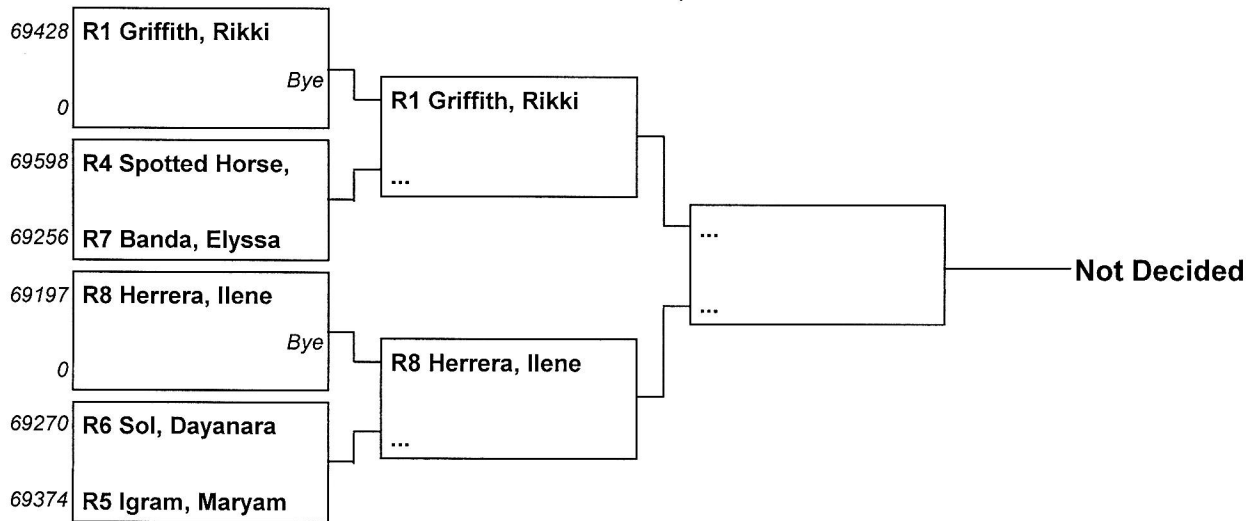 69428 R1 Griffith, Rikki
Bye
0
R1 Griffith, Rikki
69598 R4 Spotted Horse,
...
69256 R7 Banda, Elyssa
...
Not Decided
69197 R8 Herrera, Ilene
...
Bye
0
R8 Herrera, Ilene
69270 R6 Sol, Dayanara
...
69374 R5 Igram, Maryam